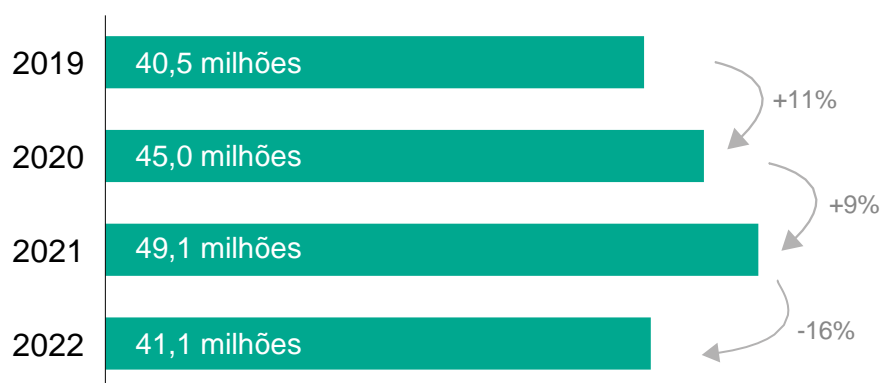 2019 40,5 milhões
+11%
2020 45,0 milhões
+9%
2021 49,1 milhões
-16%
2022 41,1 milhões